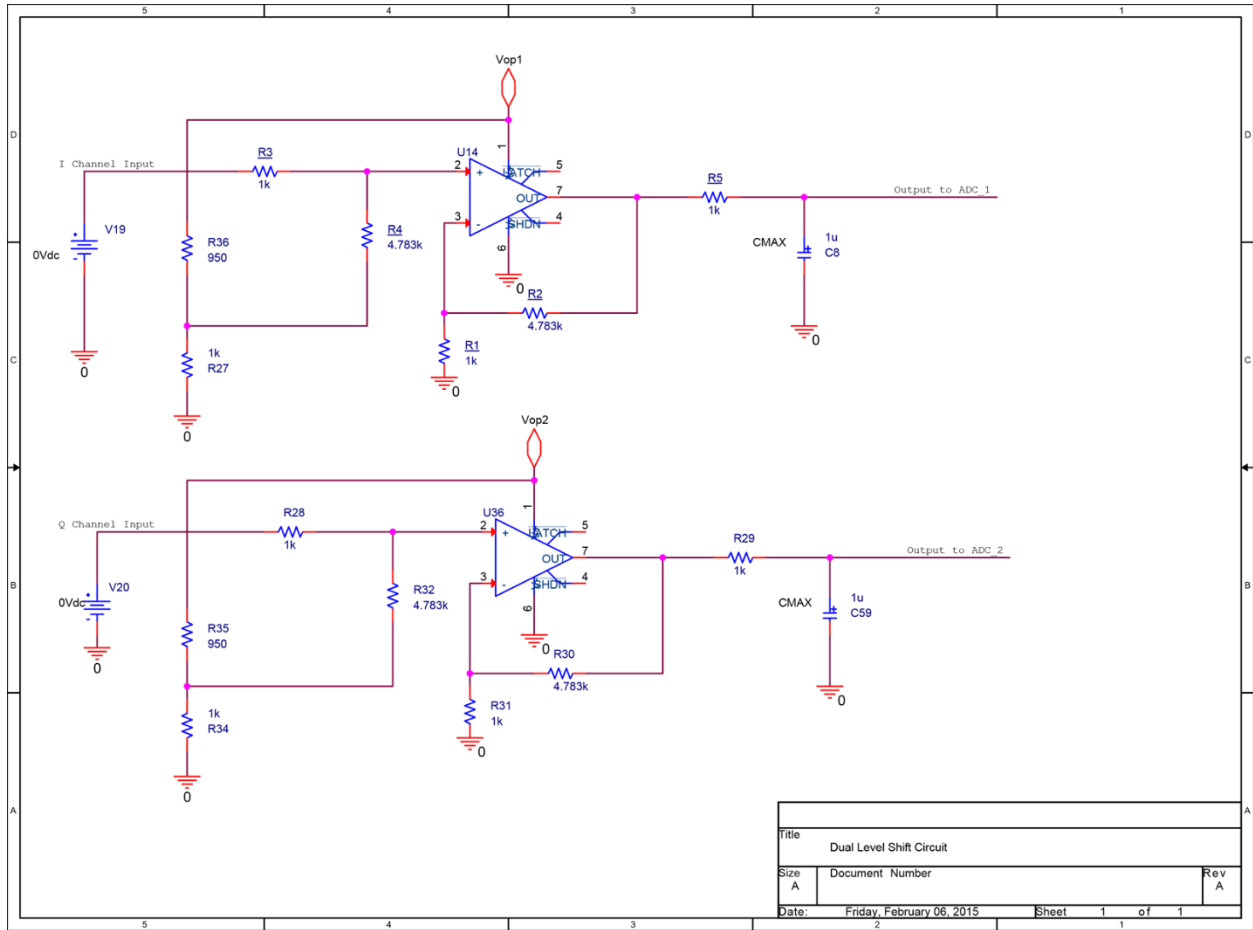 5 4 3 2 1
D
D
C
C
B
B
A
A
Vop1
I Channel Input
R3
1k
U14
2
+
1
LATCH
5
OUT
7
3
-
SHDN
4
6
0
R5
1k
Output to ADC_1
V19
+
-
0Vdc
0
R36
950
R4
4.783k
R2
4.783k
R1
1k
0
1k
R27
0
CMAX
1u
+
C8
0
Vop2
Q Channel Input
R28
1k
U36
2
+
1
LATCH
5
OUT
7
3
-
SHDN
4
6
0
R29
1k
Output to ADC_2
V20
+
-
0Vdc
0
R35
950
R32
4.783k
R30
4.783k
R31
1k
0
1k
R34
0
CMAX
1u
+
C59
0
Title
Dual Level Shift Circuit
Size
A
Document Number
Rev
A
Date: Friday, February 06, 2015 Sheet 1 of 1
5 4 3 2 1